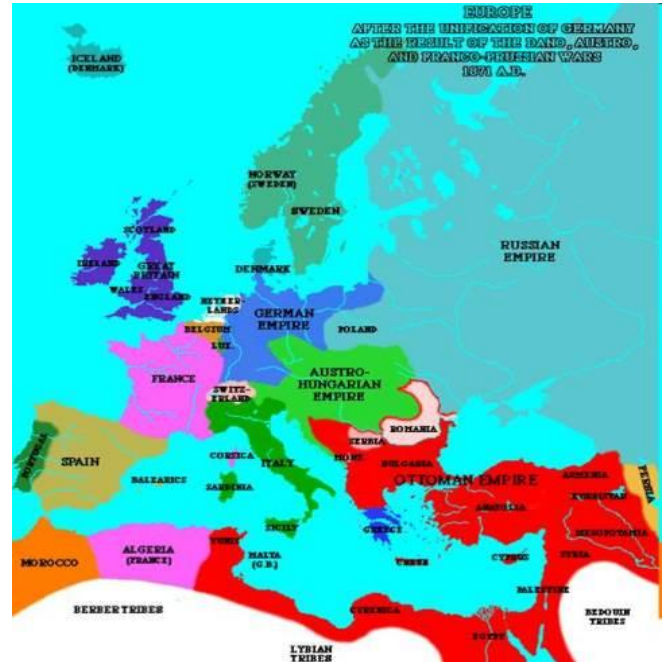 EUROPE
AFTER THE UNIFICATION OF GERMANY
AS THE RESULT OF THE DANO, AUSTRO,
AND FRANCO-PRUSSIAN WARS
1871 A.D.
ICELAND
(DENMARK)
NORWAY
(SWEDEN)
SWEDEN
SCOTLAND
IRELAND
GREAT
BRITAIN
WALES
ENGLAND
DENMARK
RUSSIAN
EMPIRE
NETHER-
LANDS
GERMAN
EMPIRE
BELGIUM
LUX.
POLAND
FRANCE
SWITZ-
ERLAND
AUSTRO-
HUNGARIAN
EMPIRE
ROMANIA
SERBIA
MONT.
BULGARIA
PORTUGAL
SPAIN
BALEARICS
CORSICA
ITALY
SARDINIA
SICILY
OTTOMAN EMPIRE
ARMENIA
PERSIA
KURDISTAN
ANATOLIA
MESOPOTAMIA
GREECE
CYPRUS
SYRIA
PALESTINE
MOROCCO
ALGERIA
(FRANCE)
TUNIS
MALTA
(G.B.)
BERBER TRIBES
CYRENICA
EGYPT
BEDOUIN
TRIBES
LYBIAN
TRIBES